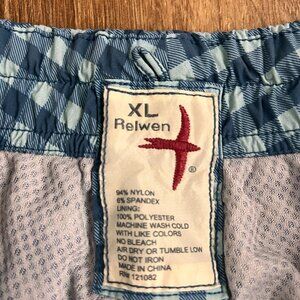 XL
Relwen
®
94% NYLON
6% SPANDEX
LINING:
100% POLYESTER
MACHINE WASH COLD
WITH LIKE COLORS
NO BLEACH
AIR DRY OR TUMBLE LOW
DO NOT IRON
MADE IN CHINA
RN# 121082